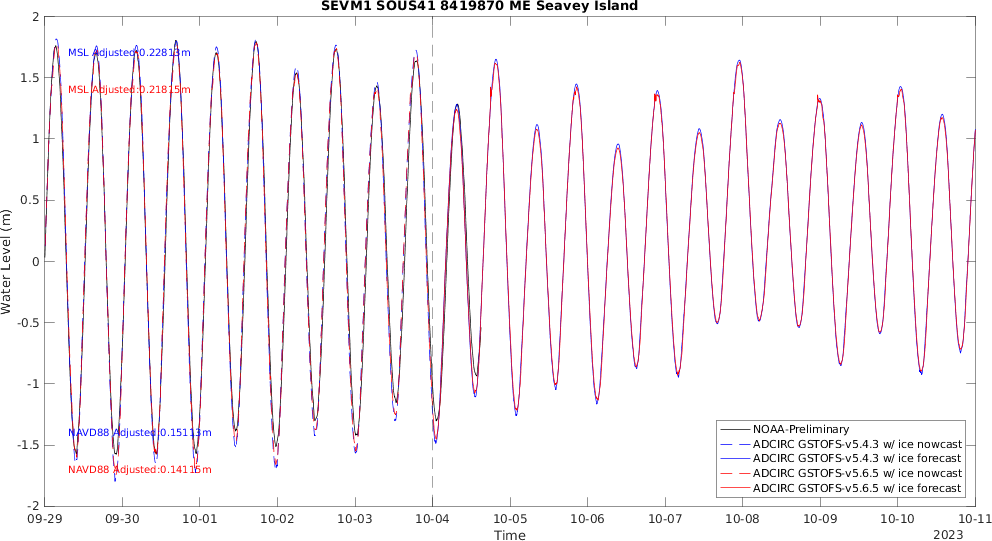 SEVM1 SOUS41 8419870 ME Seavey Island
2
1.5
1
0.5
0
-0.5
-1
-1.5
-2
Water Level (m)
MSL Adjusted:0.22813m
MSL Adjusted:0.21815m
NAVD88 Adjusted:0.15113m
NAVD88 Adjusted:0.14115m
NOAA-Preliminary
ADCIRC GSTOFS-v5.4.3 w/ ice nowcast
ADCIRC GSTOFS-v5.4.3 w/ ice forecast
ADCIRC GSTOFS-v5.6.5 w/ ice nowcast
ADCIRC GSTOFS-v5.6.5 w/ ice forecast
09-29 09-30 10-01 10-02 10-03 10-04 10-05 10-06 10-07 10-08 10-09 10-10 10-11
Time
2023